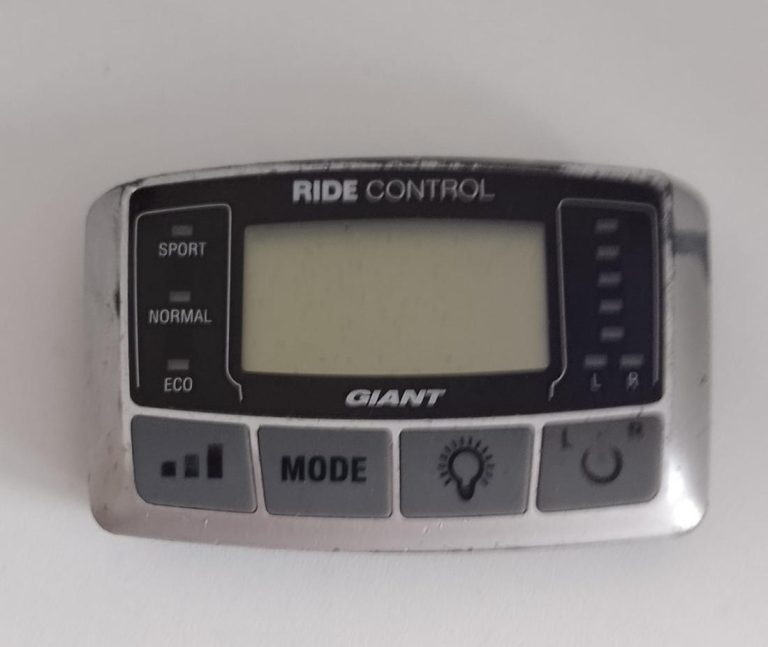 RIDE CONTROL
SPORT
NORMAL
ECO
L R
GIANT
MODE
L R